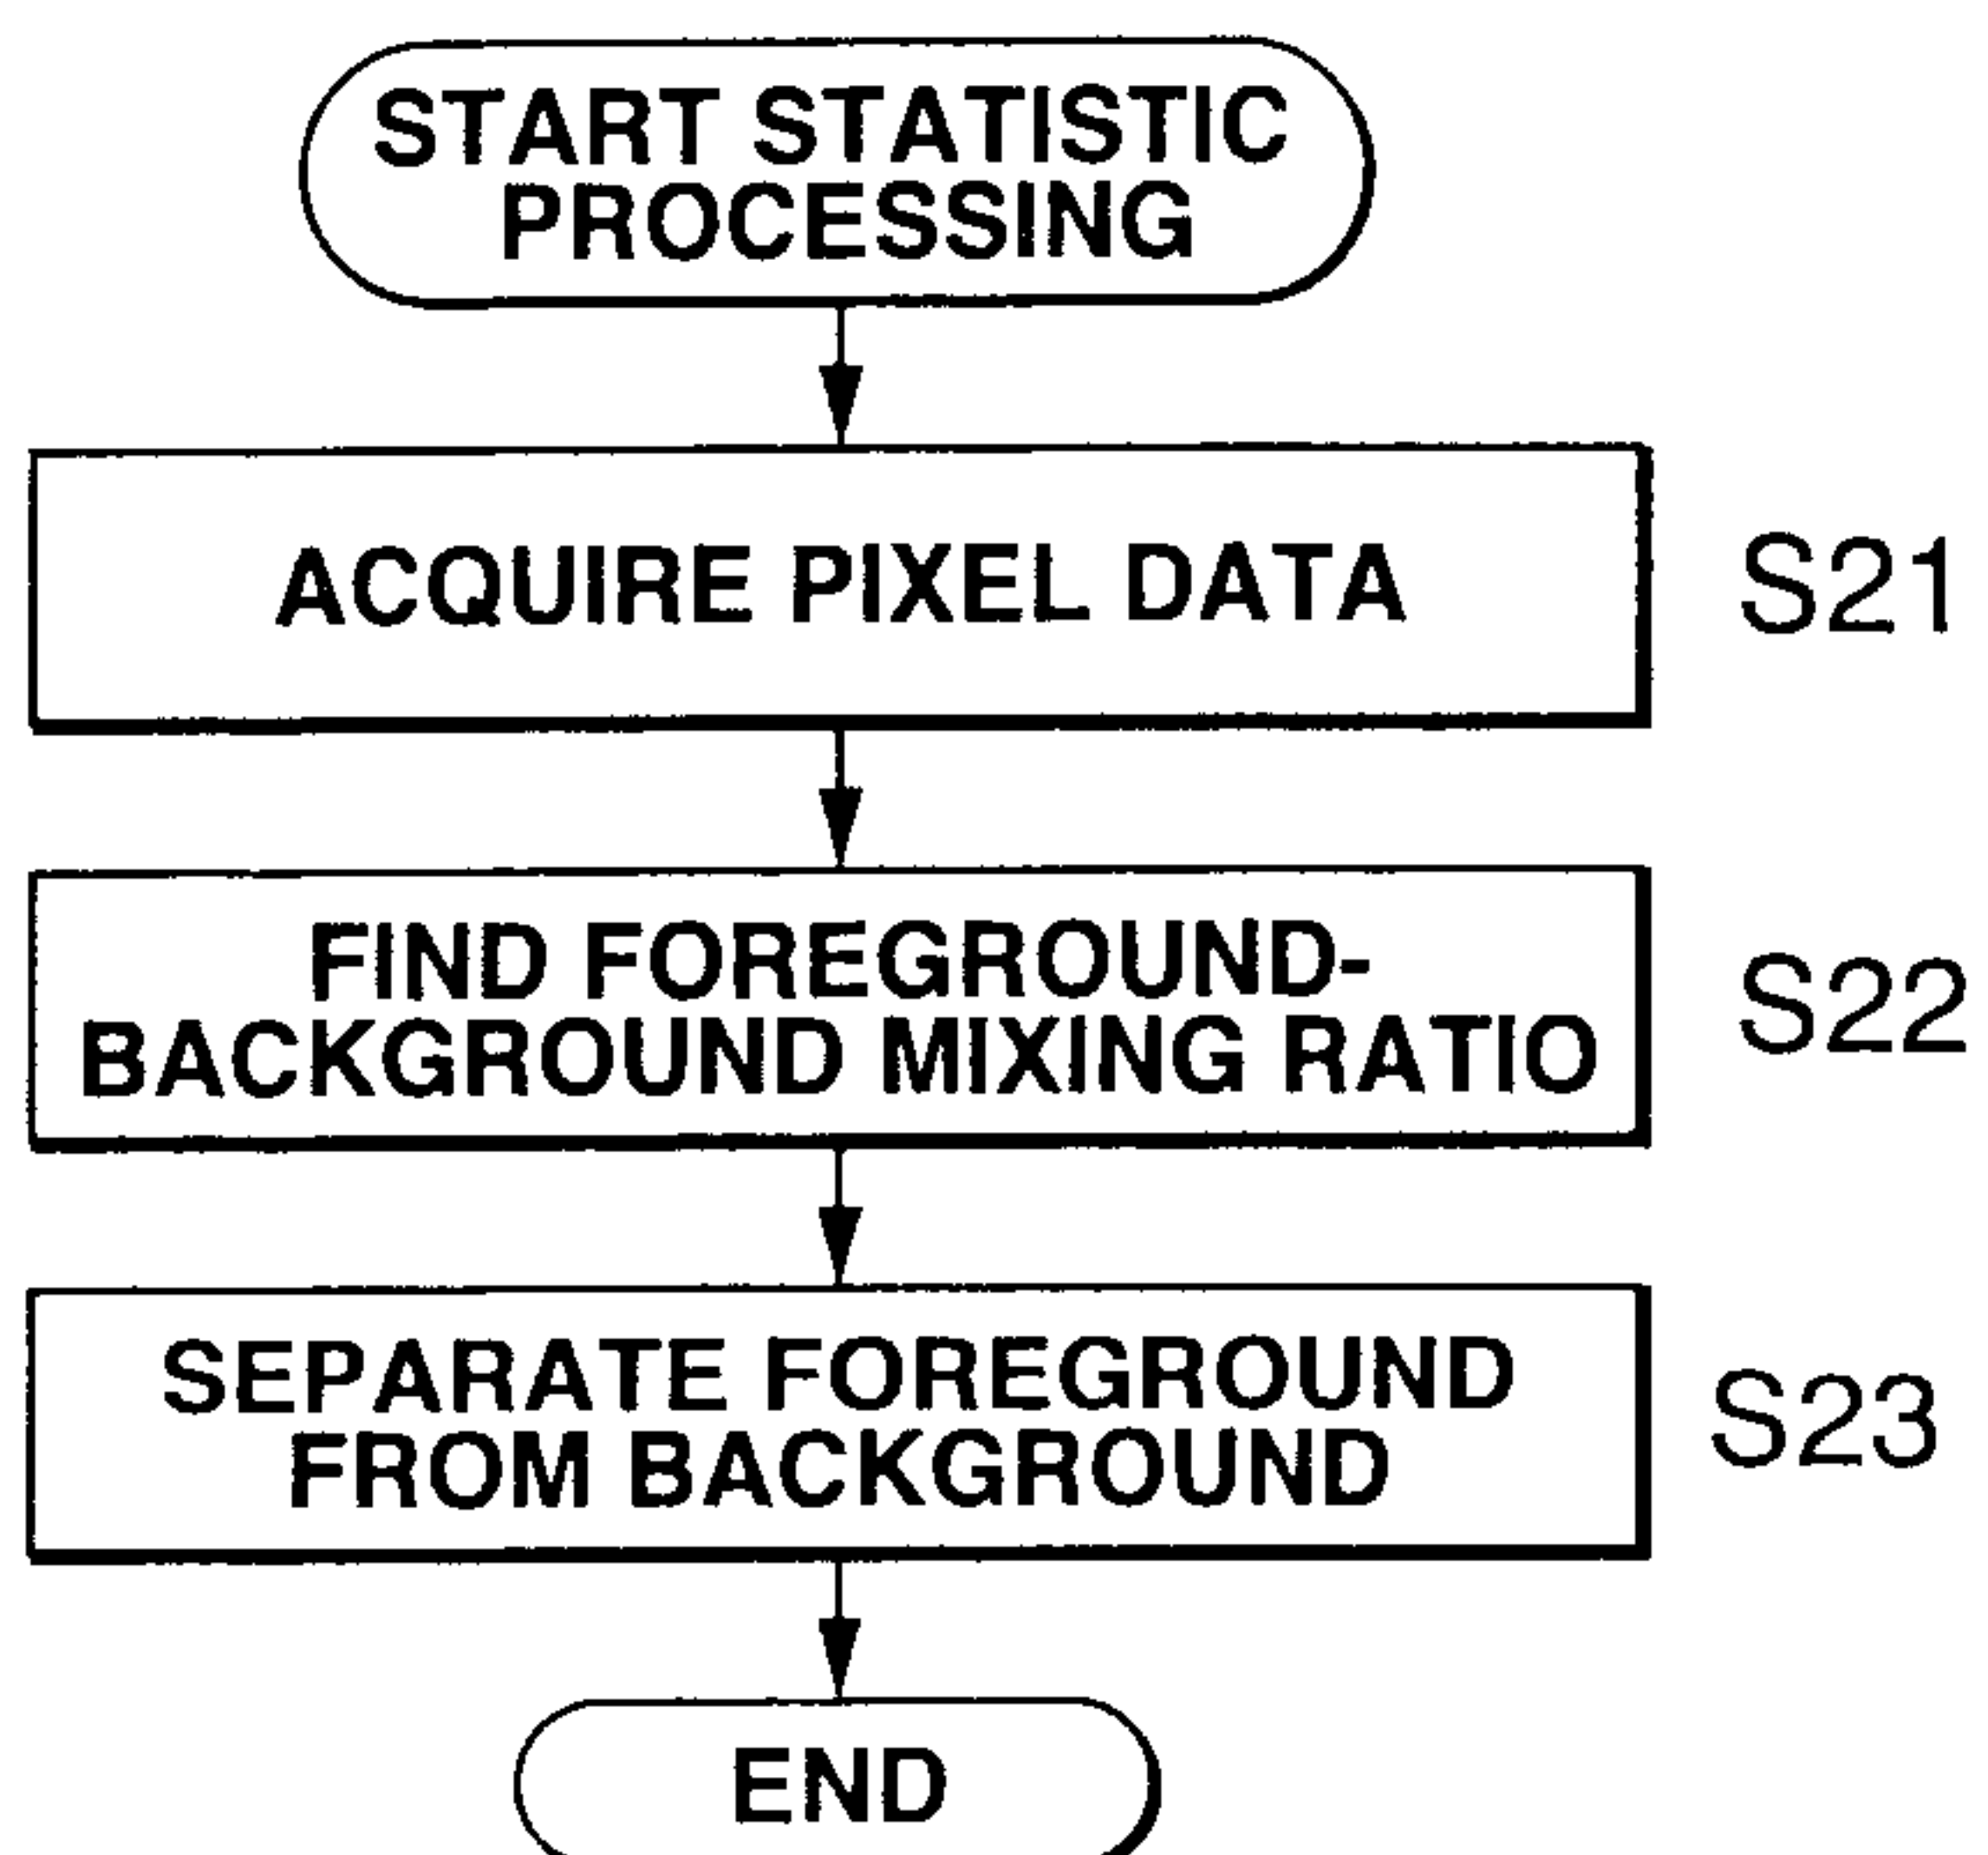 START STATISTIC
PROCESSING
ACQUIRE PIXEL DATA
S21
FIND FOREGROUND-
BACKGROUND MIXING RATIO
S22
SEPARATE FOREGROUND
FROM BACKGROUND
S23
END